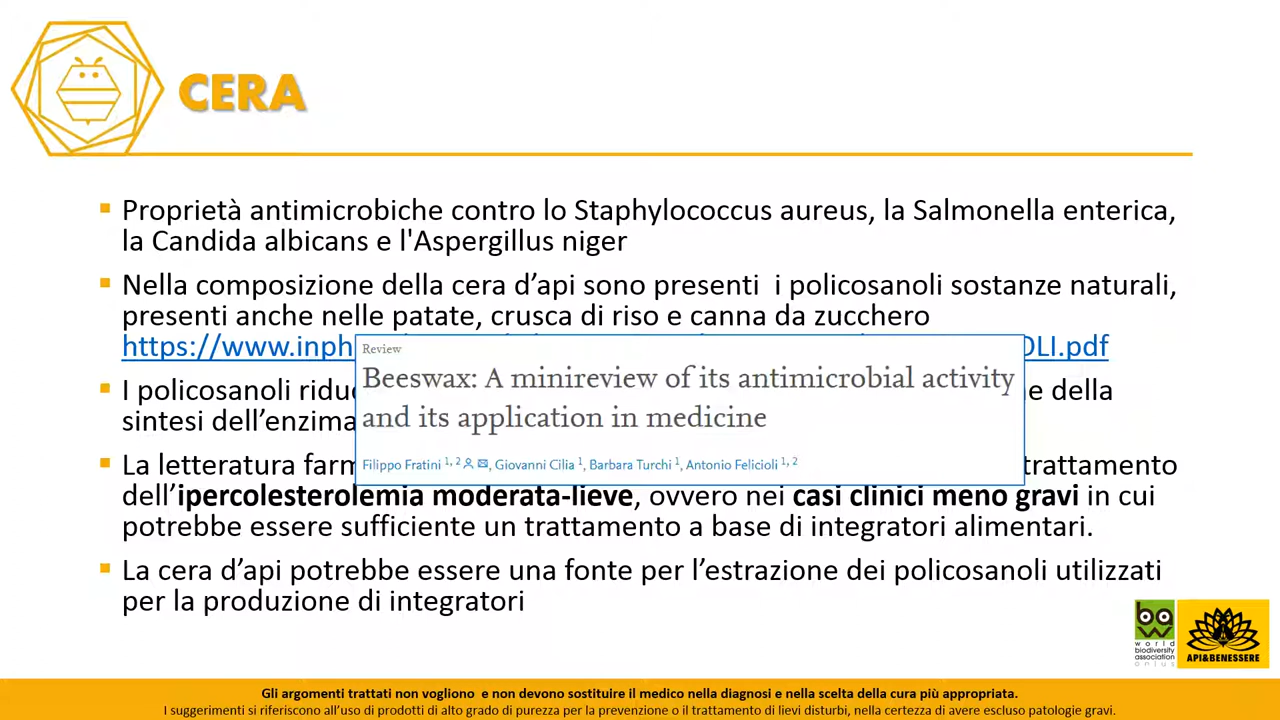 CERA
Proprietà antimicrobiche contro lo Staphylococcus aureus, la Salmonella enterica,
la Candida albicans e l'Aspergillus niger
Nella composizione della cera d’api sono presenti  i policosanoli sostanze naturali,
presenti anche nelle patate, crusca di riso e canna da zucchero
https://www.inph
OLI.pdf
I policosanoli
e della
sintesi dell’enzima
La letteratura
trattamento
Review
Beeswax: A minireview of its antimicrobial activity
and its application in medicine
Filippo Fratini 1, 2, Giovanni Cilia 1, Barbara Turchi 1, Antonio Felicioli 1, 2
dell’ipercolesterolemia moderata-lieve, ovvero nei casi clinici meno gravi in cui
potrebbe essere sufficiente un trattamento a base di integratori alimentari.
La cera d’api potrebbe essere una fonte per l’estrazione dei policosanoli utilizzati
per la produzione di integratori
baw
world
biodiversity
association
onlus
API&BENESSERE
Gli argomenti trattati non vogliono  e non devono sostituire il medico nella diagnosi e nella scelta della cura più appropriata.
I suggerimenti si riferiscono all’uso di prodotti di alto grado di purezza per la prevenzione o il trattamento di lievi disturbi, nella certezza di avere escluso patologie gravi.